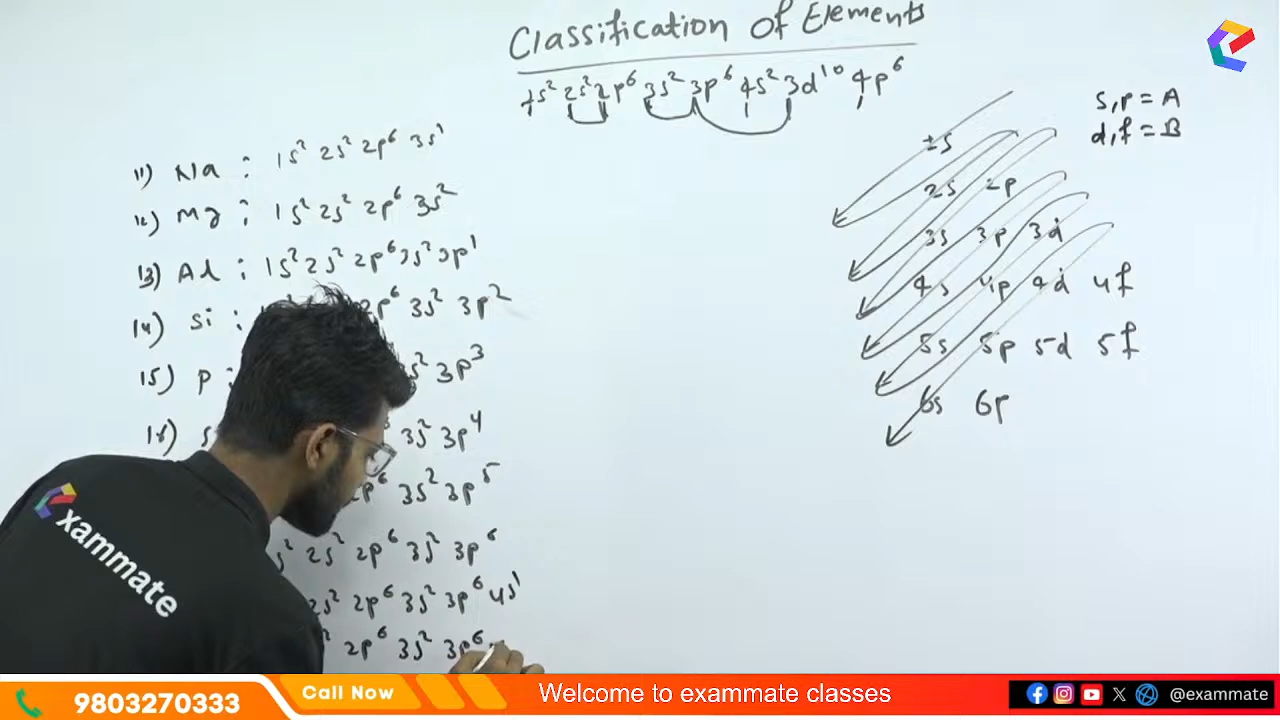 Classification of Elements
1s² 2s² 2p⁶ 3s² 3p⁶ 4s² 3d¹⁰ 4p⁶
s,p = A
d,f = B
11) Na : 1s² 2s² 2p⁶ 3s¹
12) Mg : 1s² 2s² 2p⁶ 3s²
13) Al : 1s² 2s² 2p⁶ 3s² 3p¹
14) Si : 2p⁶ 3s² 3p²
15) P : s² 3p³
16) s 3s² 3p⁴
2p⁶ 3s² 3p⁵
s² 2s² 2p⁶ 3s² 3p⁶
2s² 2p⁶ 3s² 3p⁶ 4s¹
2p⁶ 3s² 3p⁶
1s
2s 2p
3s 3p 3d
4s 4p 4d 4f
5s 5p 5d 5f
6s 6p
exammate
9803270333
Call Now
Welcome to exammate classes
@exammate